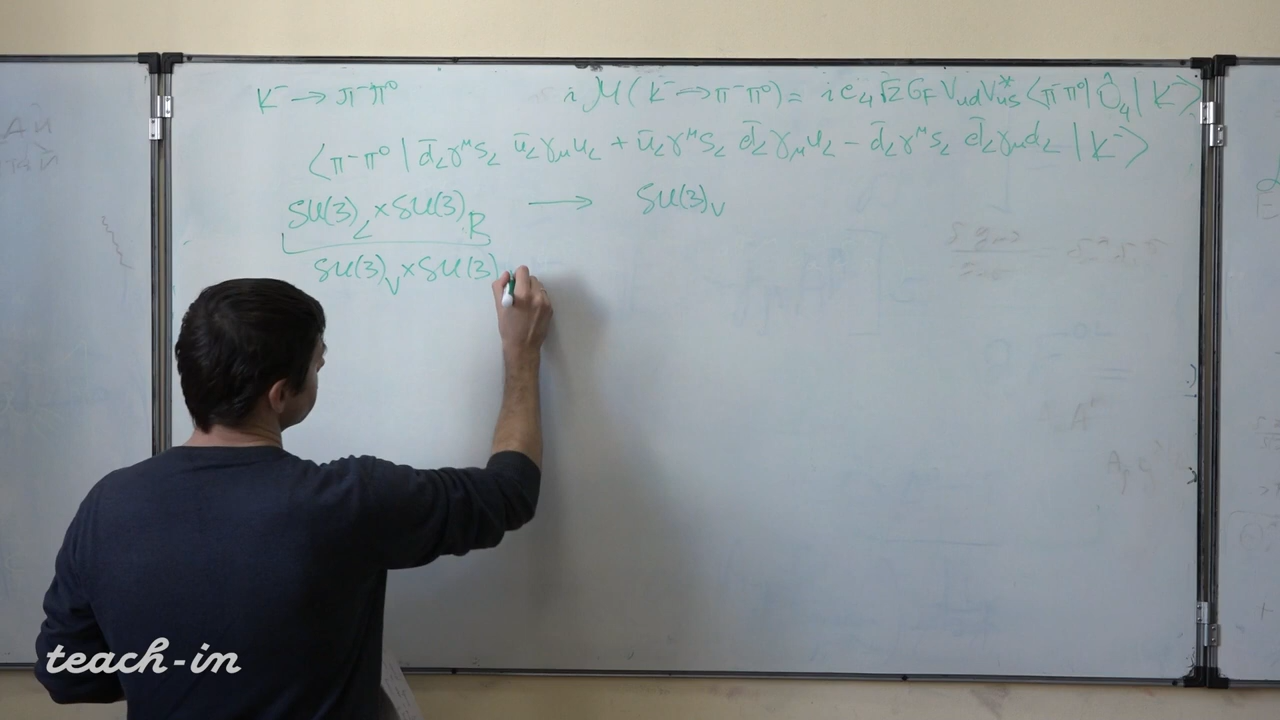 K⁻ → π⁻π⁰
iM(K⁻ → π⁻π⁰) = i c₄ √2 G_F V_ud V*_us ⟨π⁻π⁰| Ô₄ | K⁻⟩
⟨π⁻π⁰ | d̄_L γ^μ s_L ū_L γ_μ u_L + ū_L γ^μ s_L d̄_L γ_μ u_L − d̄_L γ^μ s_L d̄_L γ_μ d_L | K⁻⟩
SU(3)_L × SU(3)_R → SU(3)_V
SU(3)_V × SU(3)
teach-in